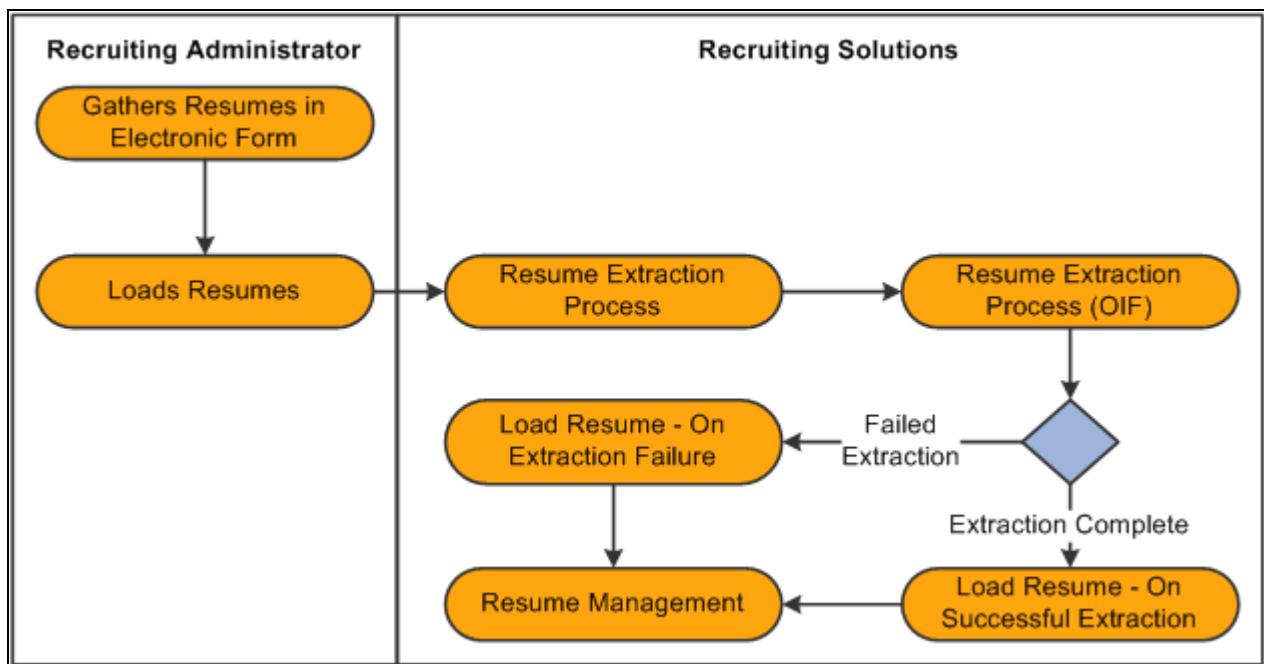 Recruiting Administrator
Recruiting Solutions
Gathers Resumes in
Electronic Form
Loads Resumes
Resume Extraction
Process
Resume Extraction
Process (OIF)
Failed
Extraction
Load Resume - On
Extraction Failure
Extraction Complete
Load Resume - On
Successful Extraction
Resume Management